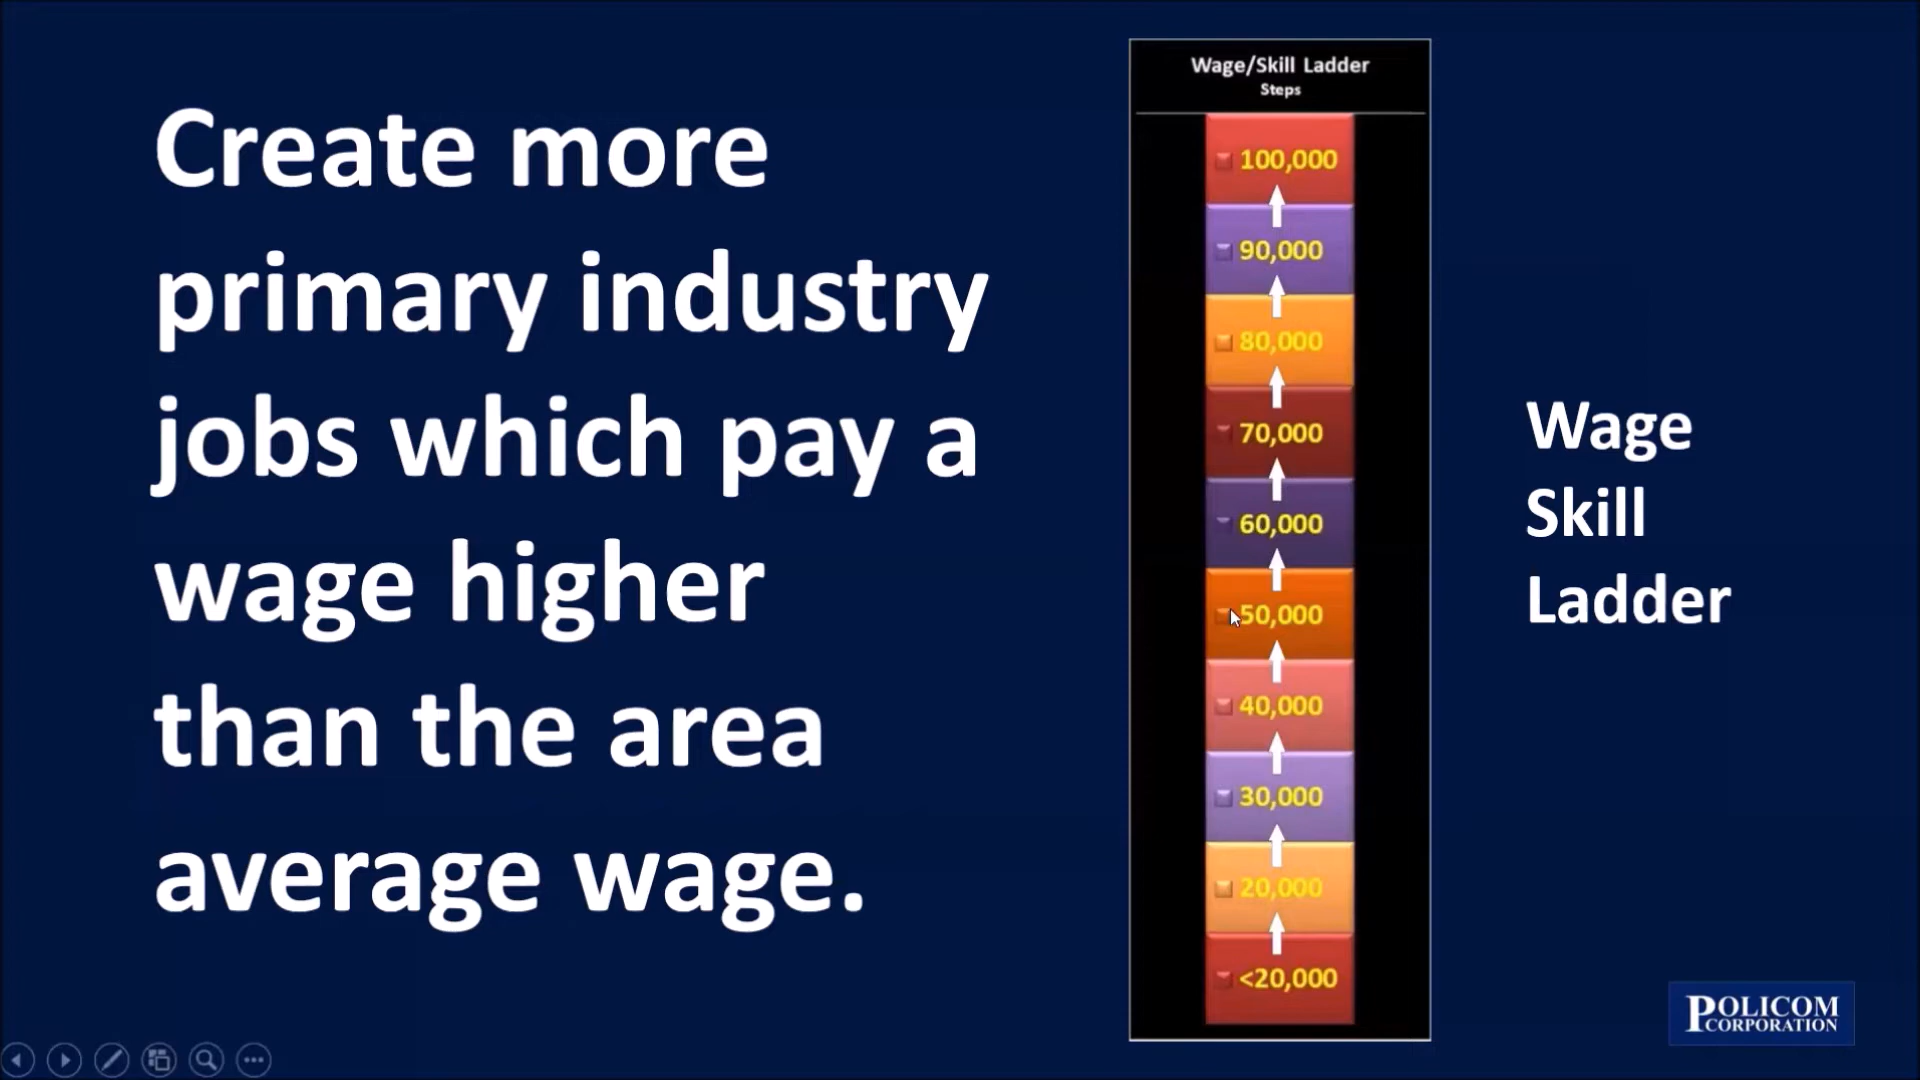 Create more
primary industry
jobs which pay a
wage higher
than the area
average wage.
Wage/Skill Ladder
Steps
100,000
90,000
80,000
70,000
60,000
50,000
40,000
30,000
20,000
<20,000
Wage
Skill
Ladder
POLICOM
CORPORATION